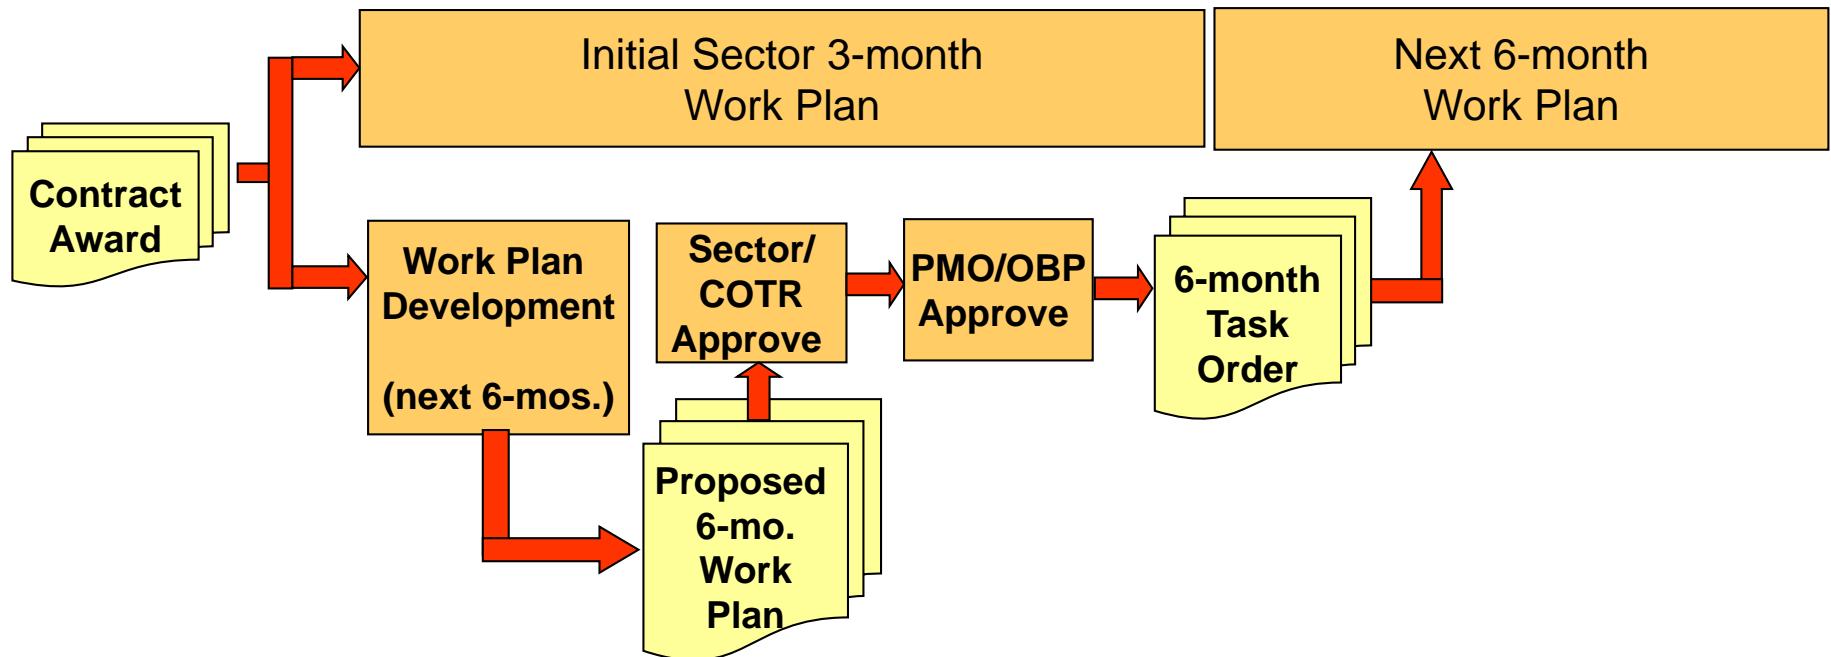 Initial Sector 3-month
Work Plan
Next 6-month
Work Plan
Contract
Award
Work Plan
Development
(next 6-mos.)
Sector/
COTR
Approve
PMO/OBP
Approve
6-month
Task
Order
Proposed
6-mo.
Work
Plan